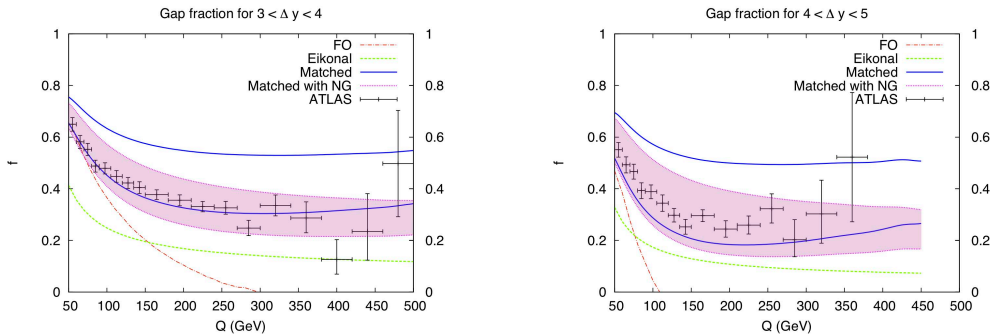 Gap fraction for 3 < Δ y < 4
1 1
0.8 0.8
0.6 0.6
0.4 0.4
0.2 0.2
0 0
f
FO
Eikonal
Matched
Matched with NG
ATLAS
50 100 150 200 250 300 350 400 450 500
Q (GeV)
Gap fraction for 4 < Δ y < 5
1 1
0.8 0.8
0.6 0.6
0.4 0.4
0.2 0.2
0 0
f
FO
Eikonal
Matched
Matched with NG
ATLAS
50 100 150 200 250 300 350 400 450 500
Q (GeV)